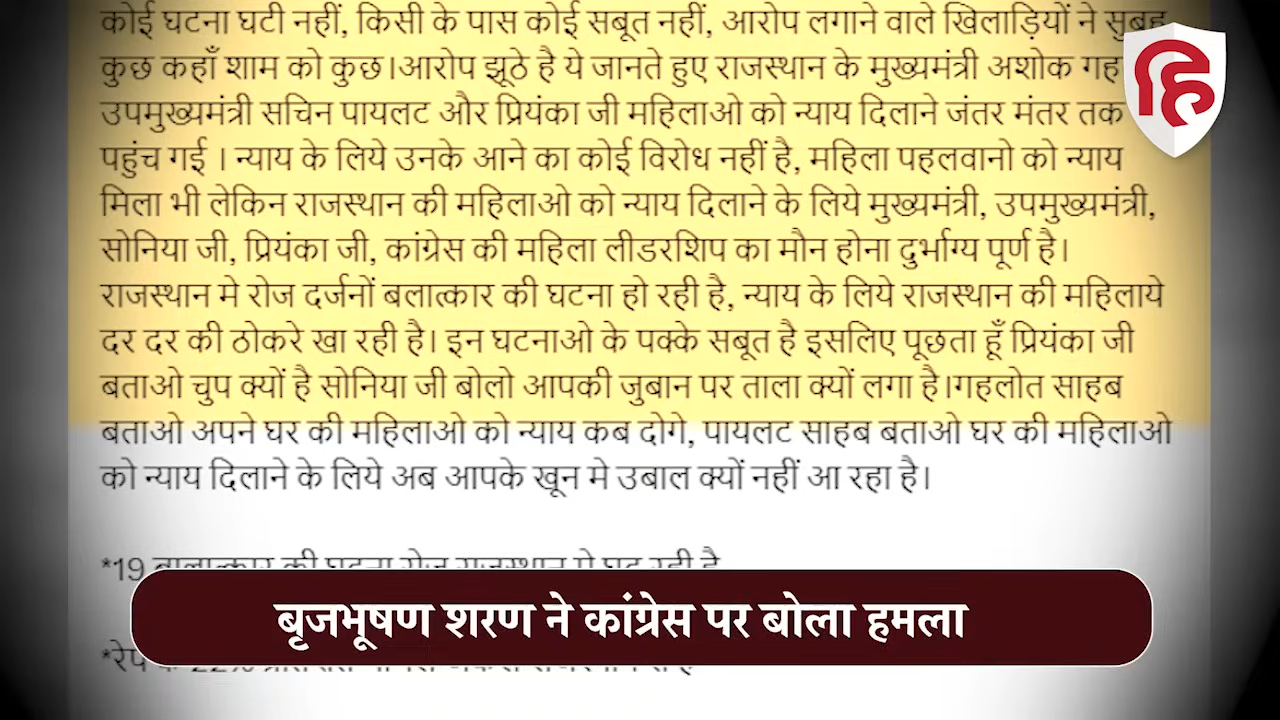 कोई घटना घटी नहीं, किसी के पास कोई सबूत नहीं, आरोप लगाने वाले खिलाड़ियों ने सुबह
कुछ कहाँ शाम को कुछ।आरोप झूठे है ये जानते हुए राजस्थान के मुख्यमंत्री अशोक गह
उपमुख्यमंत्री सचिन पायलट और प्रियंका जी महिलाओ को न्याय दिलाने जंतर मंतर तक
पहुंच गई । न्याय के लिये उनके आने का कोई विरोध नहीं है, महिला पहलवानो को न्याय
मिला भी लेकिन राजस्थान की महिलाओ को न्याय दिलाने के लिये मुख्यमंत्री, उपमुख्यमंत्री,
सोनिया जी, प्रियंका जी, कांग्रेस की महिला लीडरशिप का मौन होना दुर्भाग्य पूर्ण है।
राजस्थान मे रोज दर्जनों बलात्कार की घटना हो रही है, न्याय के लिये राजस्थान की महिलाये
दर दर की ठोकरे खा रही है। इन घटनाओ के पक्के सबूत है इसलिए पूछता हूँ प्रियंका जी
बताओ चुप क्यों है सोनिया जी बोलो आपकी जुबान पर ताला क्यों लगा है।गहलोत साहब
बताओ अपने घर की महिलाओ को न्याय कब दोगे, पायलट साहब बताओ घर की महिलाओ
को न्याय दिलाने के लिये अब आपके खून मे उबाल क्यों नहीं आ रहा है।
*19
बृजभूषण शरण ने कांग्रेस पर बोला हमला